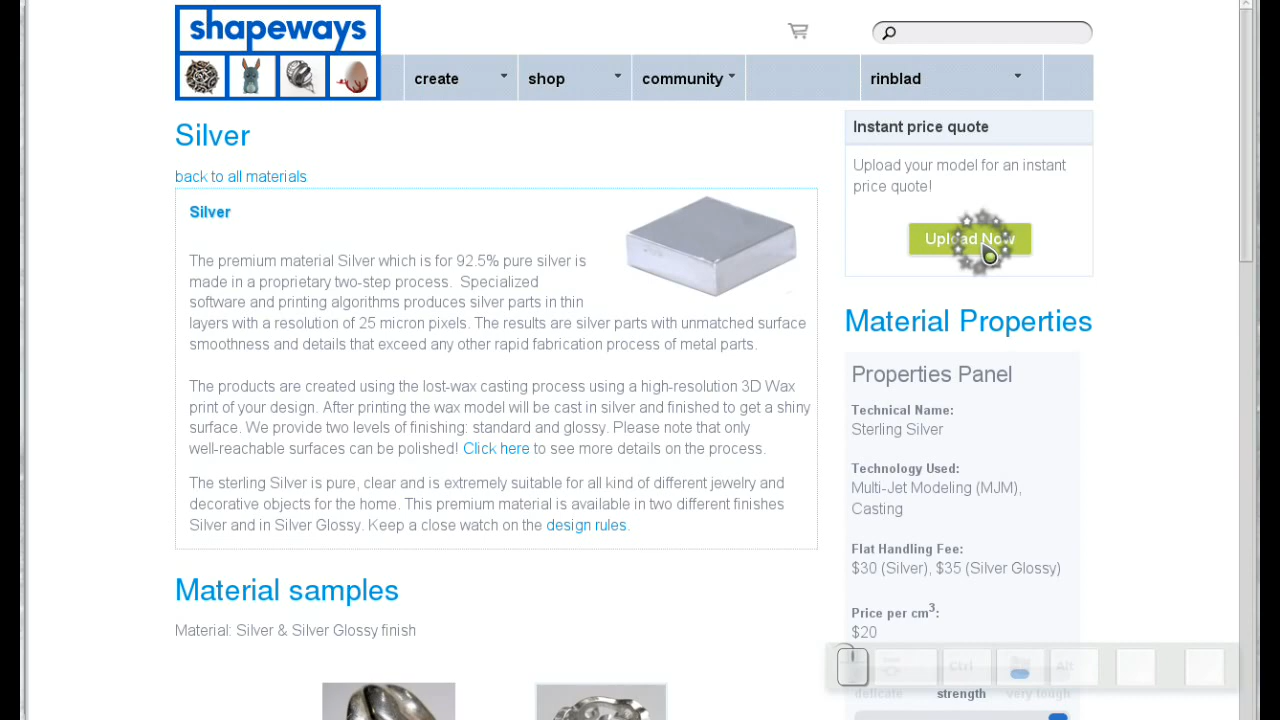 shapeways
create
shop
community
rinblad
Silver
back to all materials
Silver
The premium material Silver which is for 92.5% pure silver is
made in a proprietary two-step process. Specialized
software and printing algorithms produces silver parts in thin
layers with a resolution of 25 micron pixels. The results are silver parts with unmatched surface
smoothness and details that exceed any other rapid fabrication process of metal parts.
The products are created using the lost-wax casting process using a high-resolution 3D Wax
print of your design. After printing the wax model will be cast in silver and finished to get a shiny
surface. We provide two levels of finishing: standard and glossy. Please note that only
well-reachable surfaces can be polished! Click here to see more details on the process.
The sterling Silver is pure, clear and is extremely suitable for all kind of different jewelry and
decorative objects for the home. This premium material is available in two different finishes
Silver and in Silver Glossy. Keep a close watch on the design rules.
Material samples
Material: Silver & Silver Glossy finish
Instant price quote
Upload your model for an instant
price quote!
Upload Now
Material Properties
Properties Panel
Technical Name:
Sterling Silver
Technology Used:
Multi-Jet Modeling (MJM),
Casting
Flat Handling Fee:
$30 (Silver), $35 (Silver Glossy)
Price per cm3:
$20
Ctrl Alt
delicate strength very tough